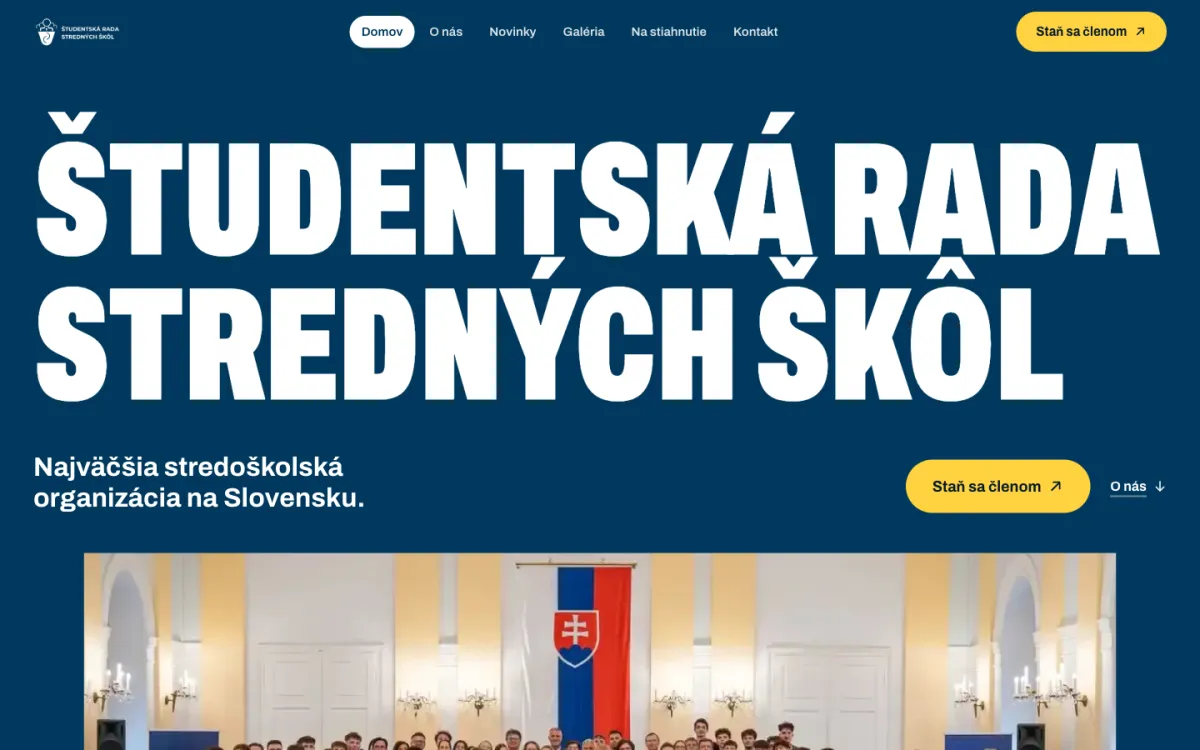 ŠTUDENTSKÁ RADA
STREDNÝCH ŠKÔL
Domov
O nás
Novinky
Galéria
Na stiahnutie
Kontakt
Staň sa členom
ŠTUDENTSKÁ RADA
STREDNÝCH ŠKÔL
Najväčšia stredoškolská
organizácia na Slovensku.
Staň sa členom
O nás